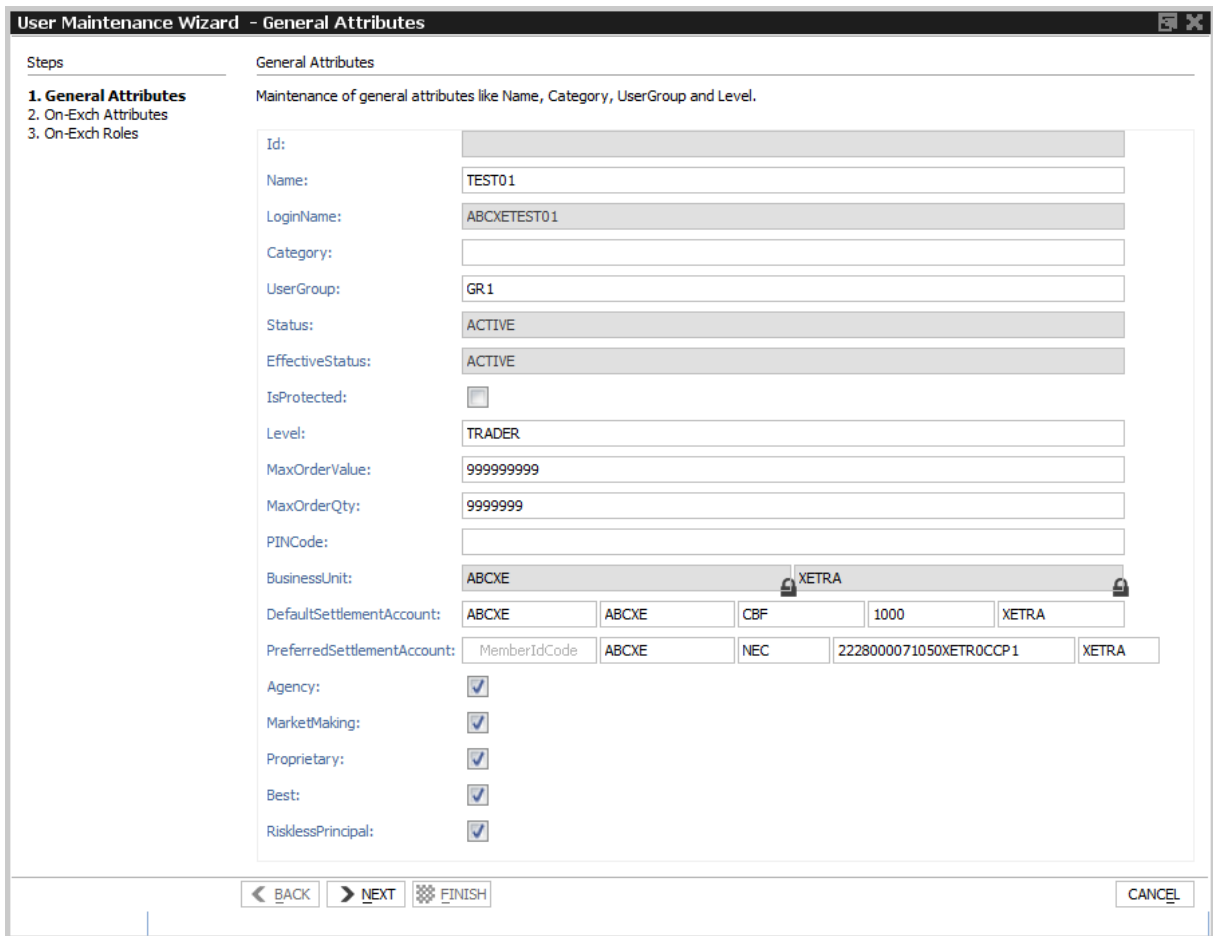 User Maintenance Wizard - General Attributes
Steps
1. General Attributes
2. On-Exch Attributes
3. On-Exch Roles
General Attributes
Maintenance of general attributes like Name, Category, UserGroup and Level.
Id:
Name: TEST01
LoginName: ABCXETEST01
Category:
UserGroup: GR1
Status: ACTIVE
EffectiveStatus: ACTIVE
IsProtected:
Level: TRADER
MaxOrderValue: 999999999
MaxOrderQty: 9999999
PINCode:
BusinessUnit: ABCXE XETRA
DefaultSettlementAccount: ABCXE ABCXE CBF 1000 XETRA
PreferredSettlementAccount: MemberIdCode ABCXE NEC 2228000071050XETR0CCP1 XETRA
Agency:
MarketMaking:
Proprietary:
Best:
RisklessPrincipal:
BACK NEXT FINISH CANCEL